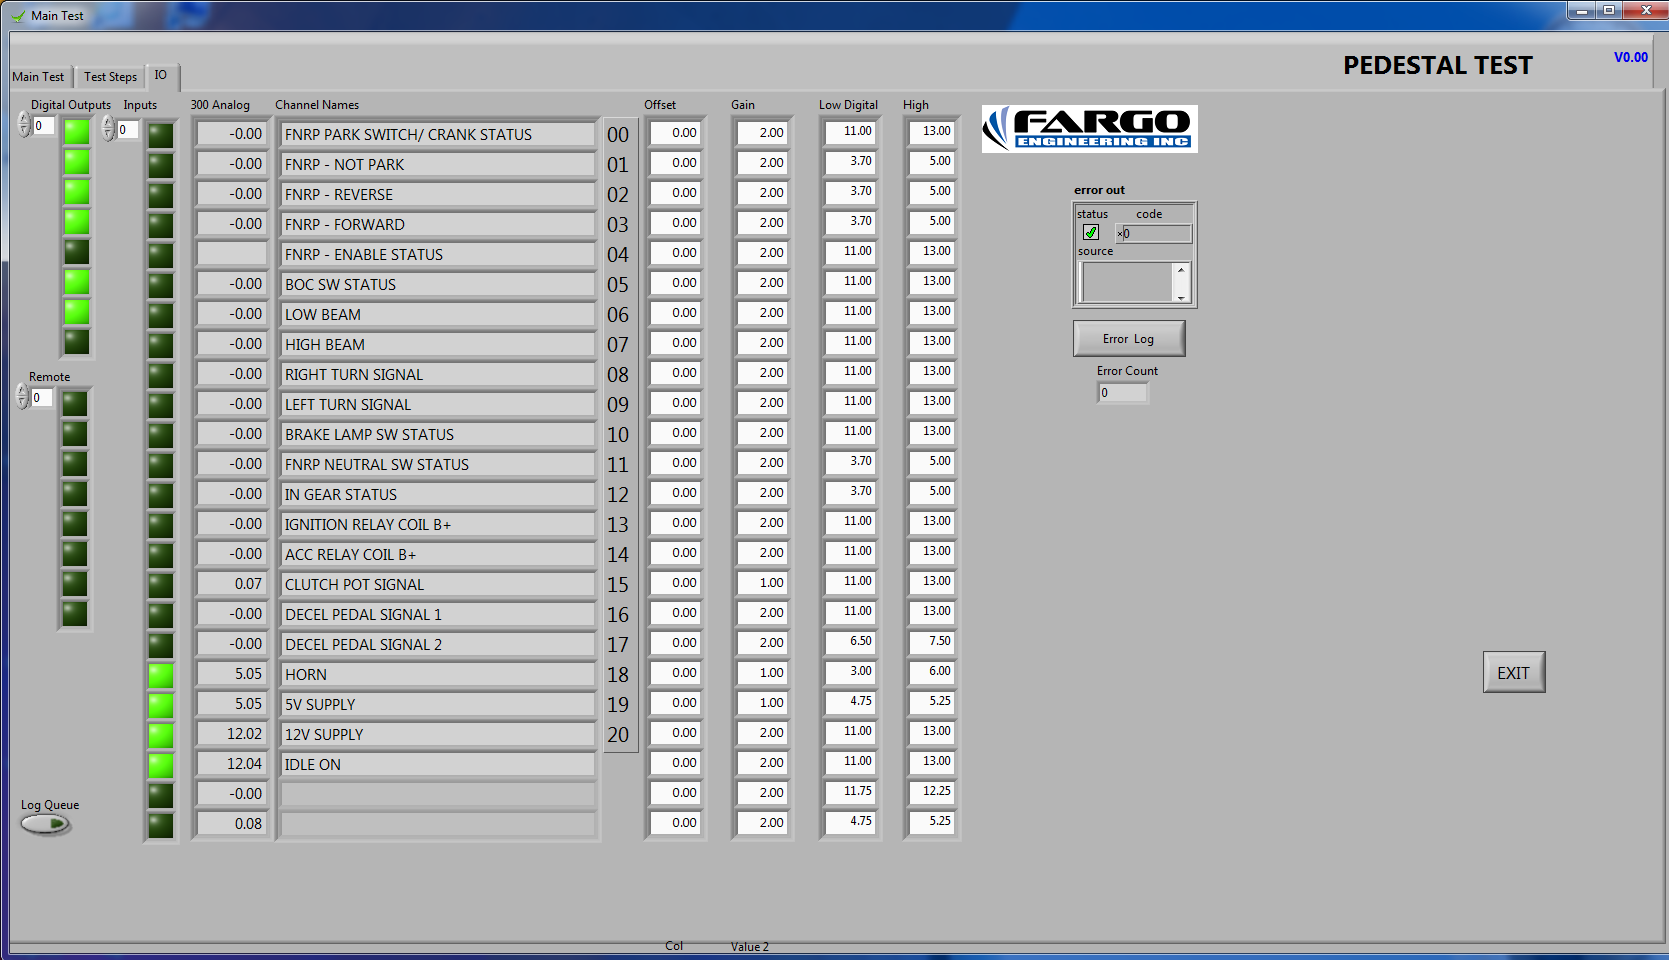 Main Test
PEDESTAL TEST
V0.00
Main Test Test Steps IO
Digital Outputs Inputs 300 Analog Channel Names Offset Gain Low Digital High
0 0
-0.00 FNRP PARK SWITCH/ CRANK STATUS 00 0.00 2.00 11.00 13.00
-0.00 FNRP - NOT PARK 01 0.00 2.00 3.70 5.00
-0.00 FNRP - REVERSE 02 0.00 2.00 3.70 5.00
-0.00 FNRP - FORWARD 03 0.00 2.00 3.70 5.00
FNRP - ENABLE STATUS 04 0.00 2.00 11.00 13.00
-0.00 BOC SW STATUS 05 0.00 2.00 11.00 13.00
-0.00 LOW BEAM 06 0.00 2.00 11.00 13.00
-0.00 HIGH BEAM 07 0.00 2.00 11.00 13.00
-0.00 RIGHT TURN SIGNAL 08 0.00 2.00 11.00 13.00
-0.00 LEFT TURN SIGNAL 09 0.00 2.00 11.00 13.00
-0.00 BRAKE LAMP SW STATUS 10 0.00 2.00 11.00 13.00
-0.00 FNRP NEUTRAL SW STATUS 11 0.00 2.00 3.70 5.00
-0.00 IN GEAR STATUS 12 0.00 2.00 3.70 5.00
-0.00 IGNITION RELAY COIL B+ 13 0.00 2.00 11.00 13.00
-0.00 ACC RELAY COIL B+ 14 0.00 2.00 11.00 13.00
0.07 CLUTCH POT SIGNAL 15 0.00 1.00 11.00 13.00
-0.00 DECEL PEDAL SIGNAL 1 16 0.00 2.00 11.00 13.00
-0.00 DECEL PEDAL SIGNAL 2 17 0.00 2.00 6.50 7.50
5.05 HORN 18 0.00 1.00 3.00 6.00
5.05 5V SUPPLY 19 0.00 1.00 4.75 5.25
12.02 12V SUPPLY 20 0.00 2.00 11.00 13.00
12.04 IDLE ON 0.00 2.00 11.00 13.00
-0.00 0.00 2.00 11.75 12.25
0.08 0.00 2.00 4.75 5.25
Remote
0
Log Queue
FARGO
ENGINEERING INC
error out
status code
×0
source
Error Log
Error Count
0
EXIT
Col Value 2